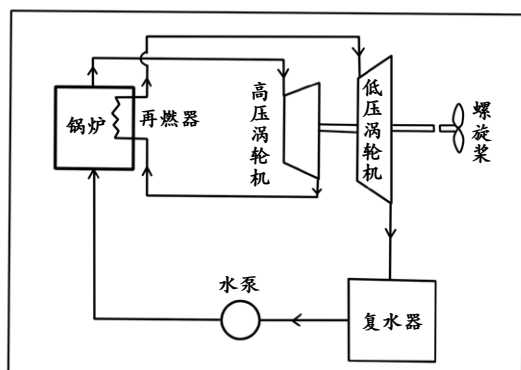 锅炉
再燃器
高压涡轮机
低压涡轮机
螺旋桨
水泵
复水器